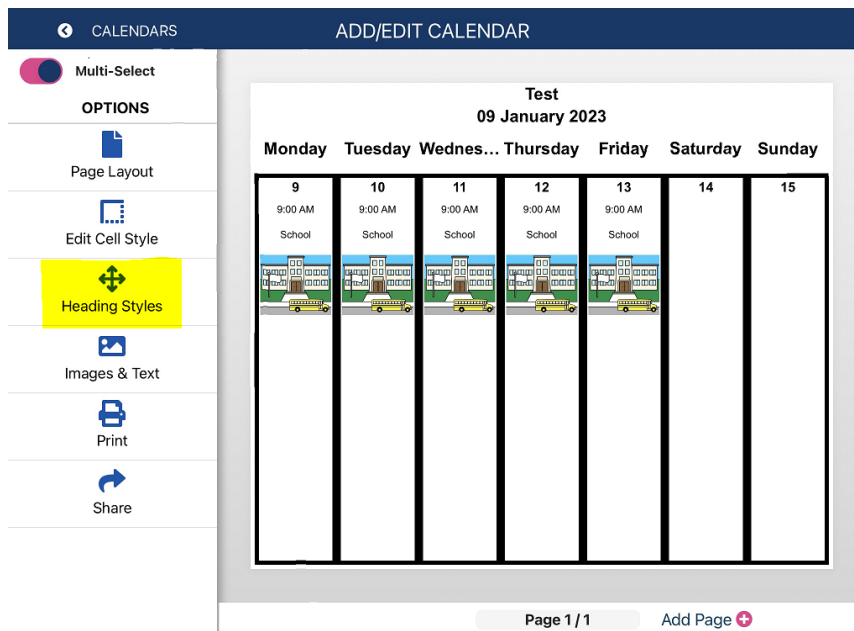 CALENDARS
ADD/EDIT CALENDAR
Multi-Select
OPTIONS
Page Layout
Edit Cell Style
Heading Styles
Images & Text
Print
Share
Test
09 January 2023
Monday Tuesday Wednes... Thursday Friday Saturday Sunday
9 10 11 12 13 14 15
9:00 AM 9:00 AM 9:00 AM 9:00 AM 9:00 AM
School School School School School
Page 1 / 1 Add Page